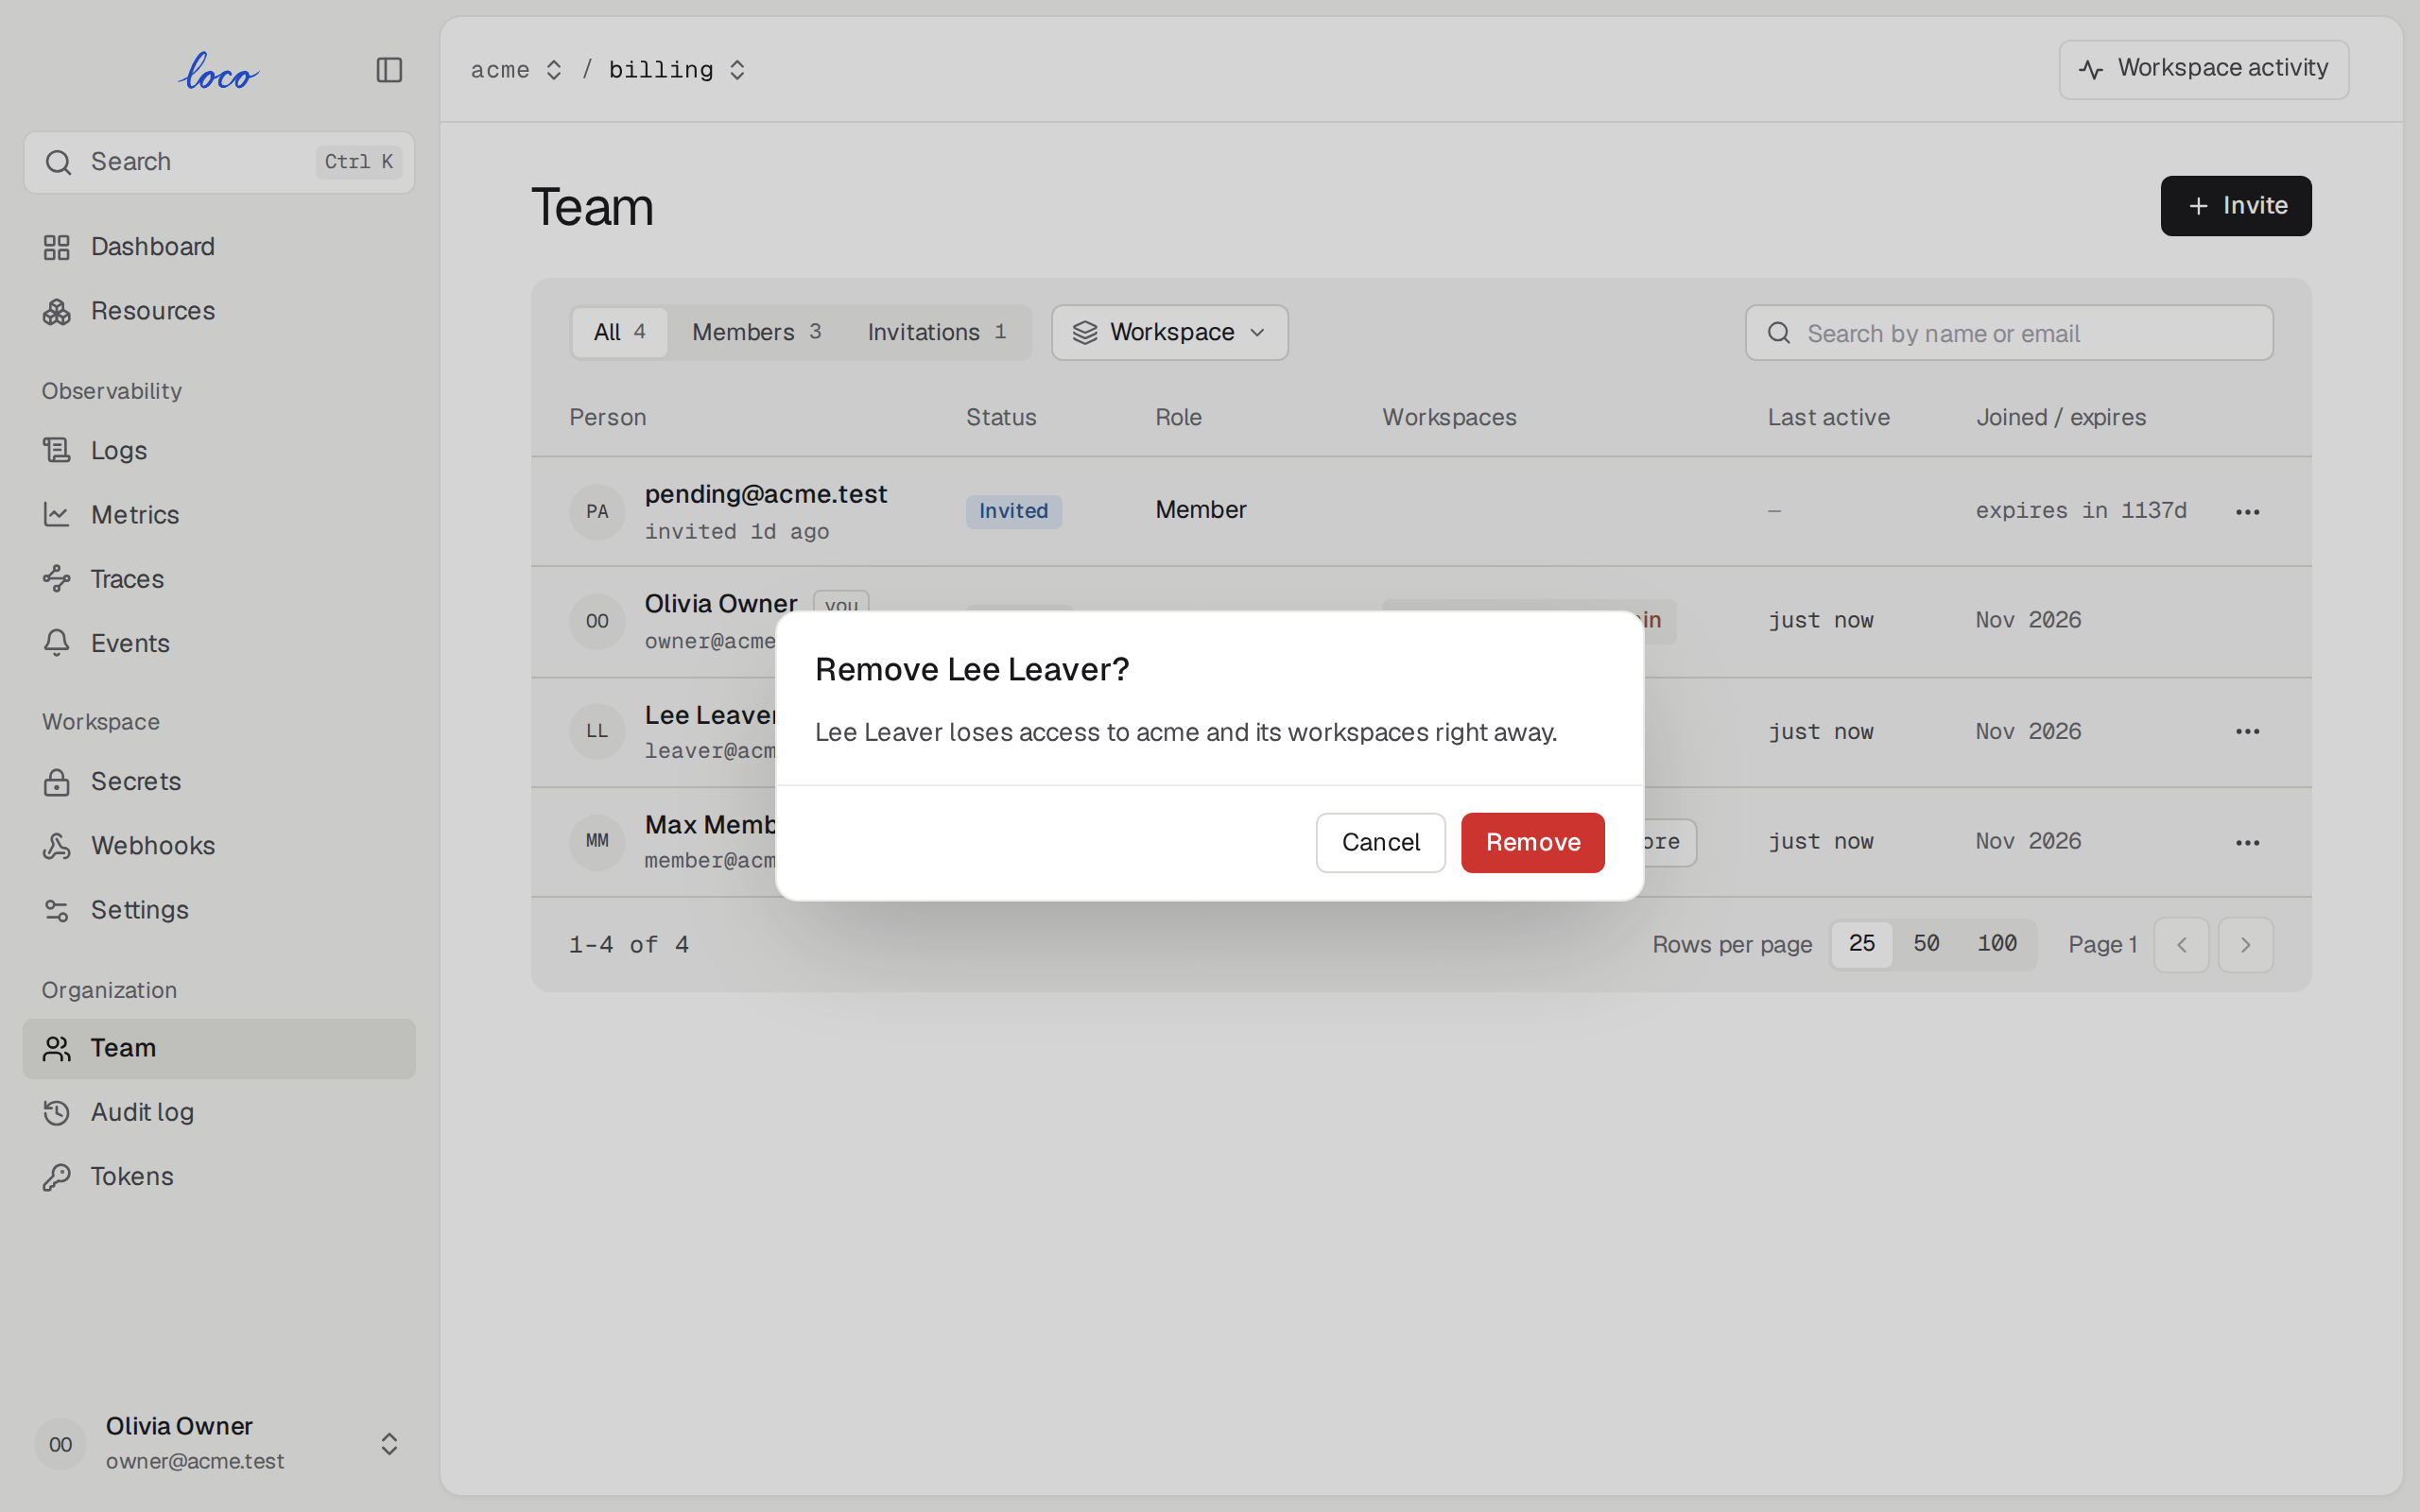 loco
acme / billing
Workspace activity
Search Ctrl K
Dashboard
Resources
Observability
Logs
Metrics
Traces
Events
Workspace
Secrets
Webhooks
Settings
Organization
Team
Audit log
Tokens
Olivia Owner
OO
owner@acme.test
Team
+ Invite
All 4 Members 3 Invitations 1 Workspace Search by name or email
Person Status Role Workspaces Last active Joined / expires
PA pending@acme.test Invited Member – expires in 1137d
invited 1d ago
OO Olivia Owner you just now Nov 2026
owner@acme
LL Lee Leaver just now Nov 2026
leaver@acm
MM Max Memb just now Nov 2026
member@acm
Remove Lee Leaver?
Lee Leaver loses access to acme and its workspaces right away.
Cancel Remove
1–4 of 4 Rows per page 25 50 100 Page 1